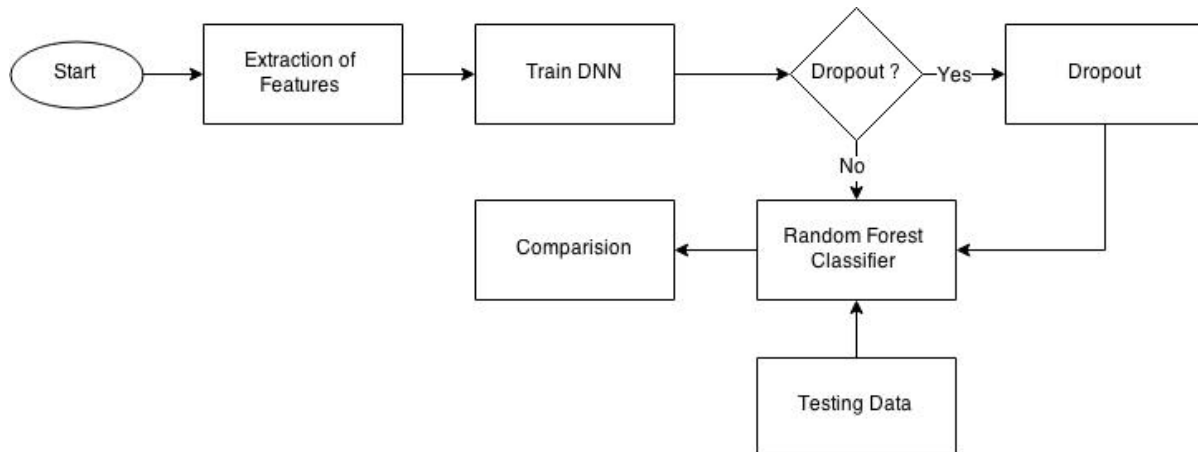 Start
Extraction of
Features
Train DNN
Dropout ?
Yes
Dropout
No
Comparision
Random Forest
Classifier
Testing Data